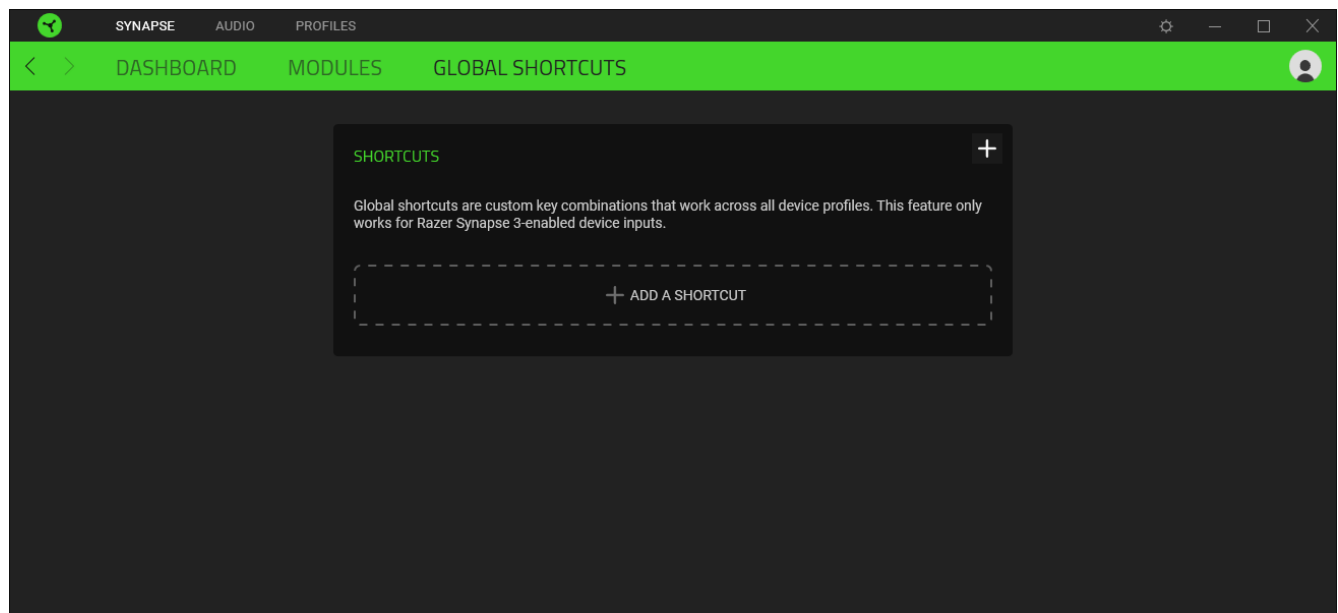 SYNAPSE AUDIO PROFILES
DASHBOARD MODULES GLOBAL SHORTCUTS
SHORTCUTS
Global shortcuts are custom key combinations that work across all device profiles. This feature only
works for Razer Synapse 3-enabled device inputs.
ADD A SHORTCUT